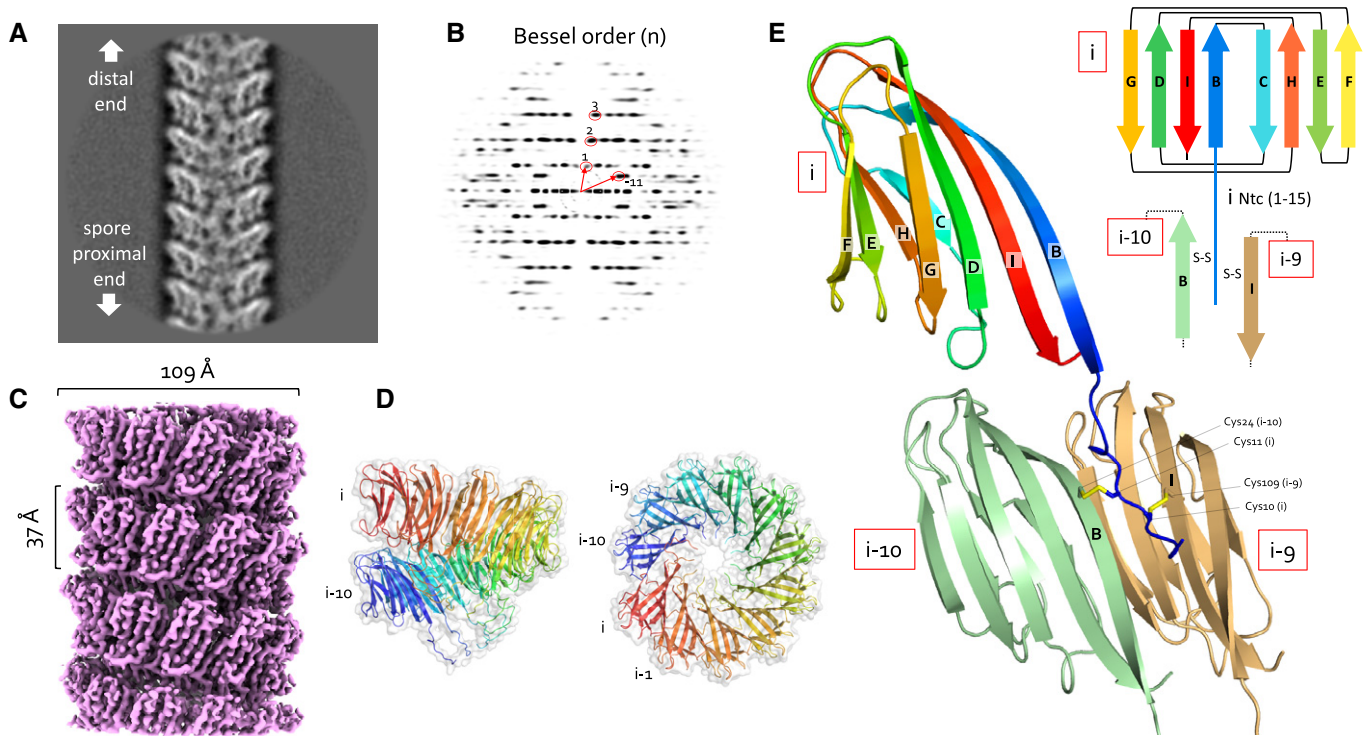 A
distal
end
spore
proximal
end
B
Bessel order (n)
3
2
1
-11
C
109 Å
37 Å
D
i
i-10
i-9
i-10
i
i-1
E
i
F
E
H
G
C
D
I
B
i
G
D
I
B
C
H
E
F
i Ntc (1-15)
i-10
i-9
S-S
S-S
B
I
Cys24 (i-10)
Cys11 (i)
Cys109 (i-9)
Cys10 (i)
I
B
i-10
i-9